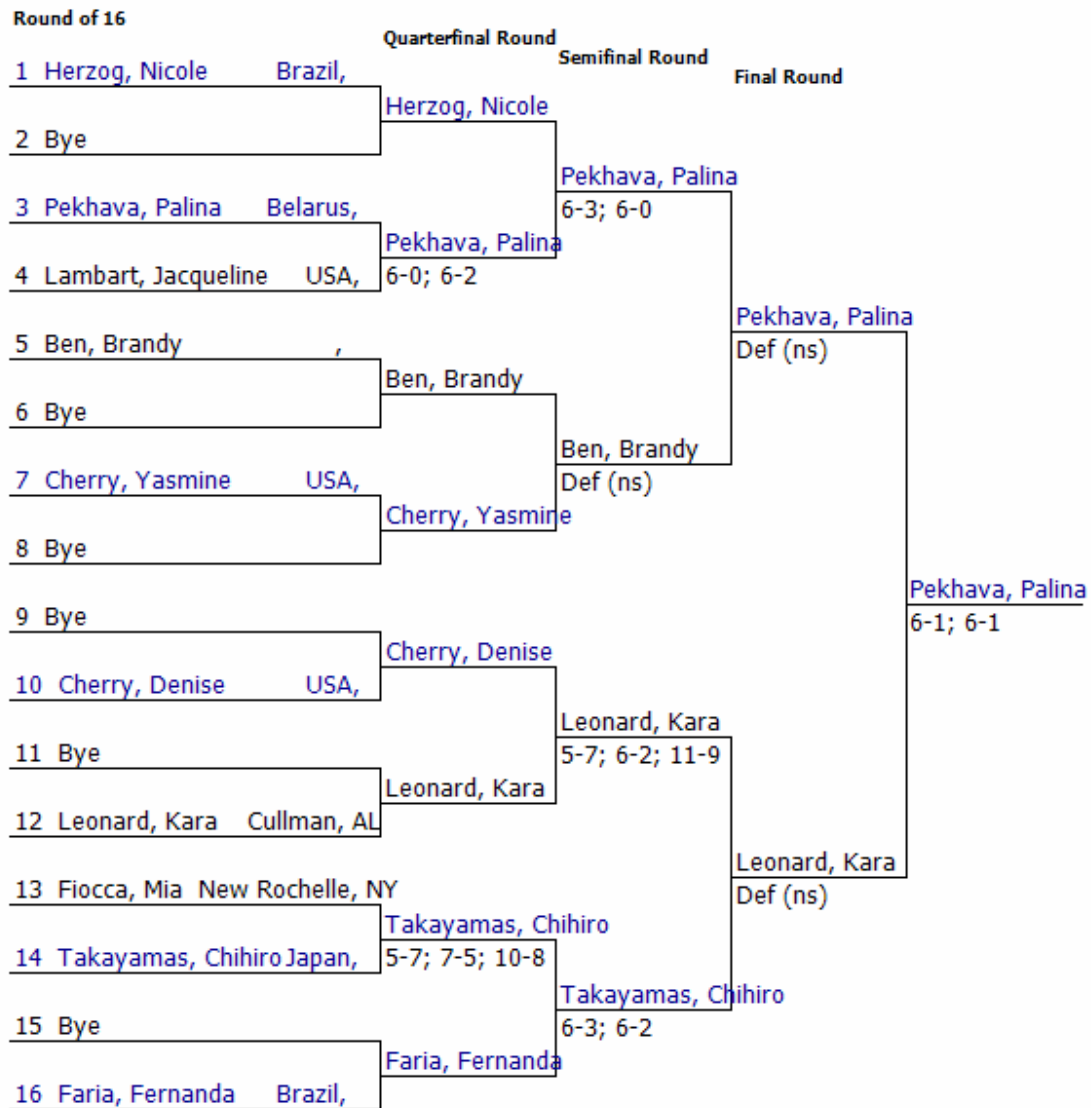 Round of 16
Quarterfinal Round
Semifinal Round
Final Round
1 Herzog, Nicole Brazil,
2 Bye
3 Pekhava, Palina Belarus,
4 Lambart, Jacqueline USA,
5 Ben, Brandy ,
6 Bye
7 Cherry, Yasmine USA,
8 Bye
9 Bye
10 Cherry, Denise USA,
11 Bye
12 Leonard, Kara Cullman, AL
13 Fiocca, Mia New Rochelle, NY
14 Takayamas, Chihiro Japan,
15 Bye
16 Faria, Fernanda Brazil,
Herzog, Nicole
Pekhava, Palina
6-0; 6-2
Ben, Brandy
Cherry, Yasmine
Cherry, Denise
Leonard, Kara
Takayamas, Chihiro
5-7; 7-5; 10-8
Faria, Fernanda
Pekhava, Palina
6-3; 6-0
Ben, Brandy
Def (ns)
Leonard, Kara
5-7; 6-2; 11-9
Takayamas, Chihiro
6-3; 6-2
Pekhava, Palina
Def (ns)
Leonard, Kara
Def (ns)
Pekhava, Palina
6-1; 6-1